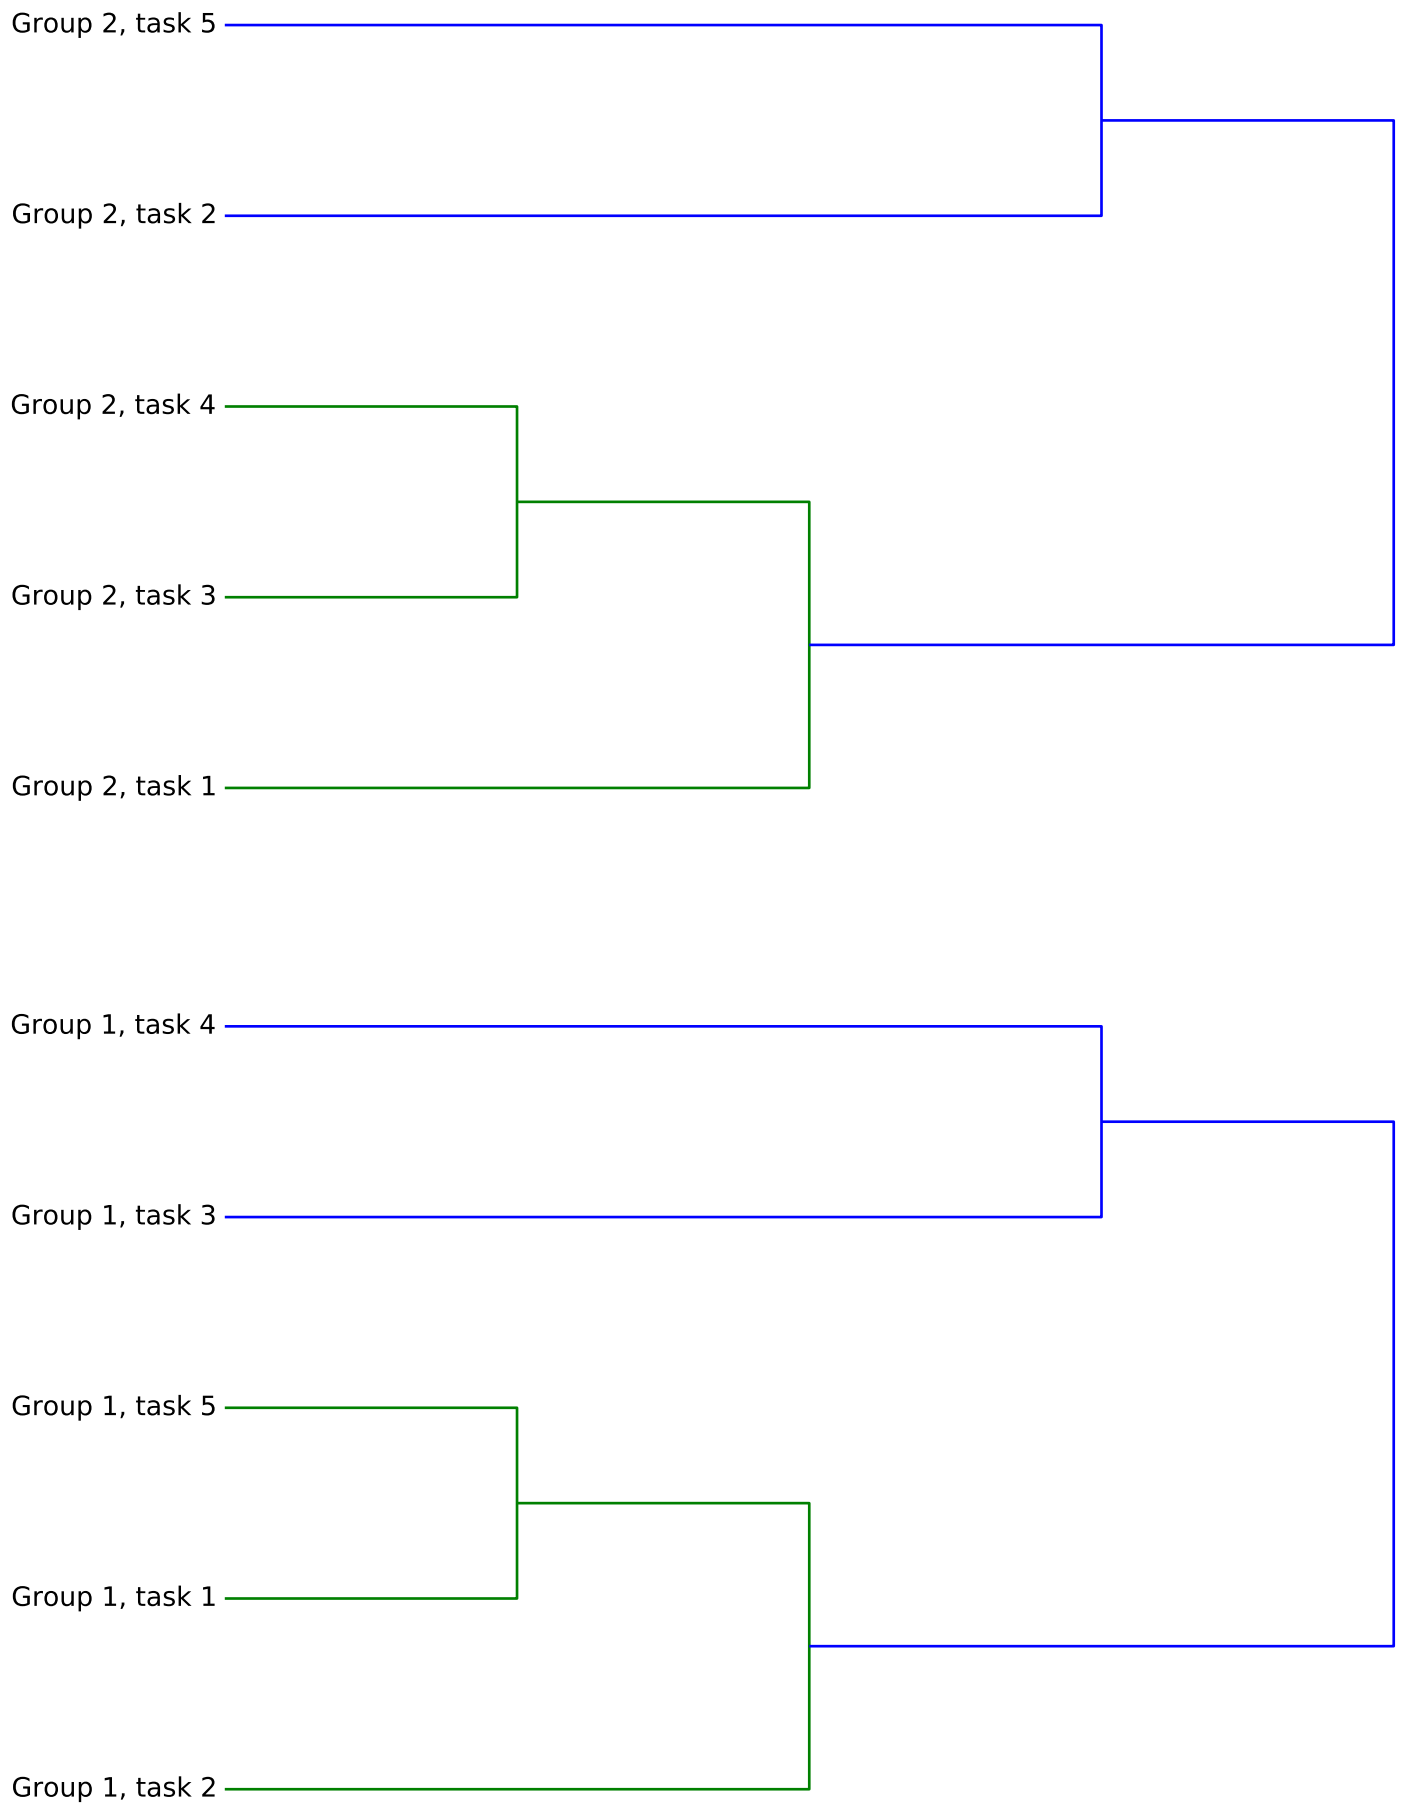 Group 2, task 5
Group 2, task 2
Group 2, task 4
Group 2, task 3
Group 2, task 1
Group 1, task 4
Group 1, task 3
Group 1, task 5
Group 1, task 1
Group 1, task 2